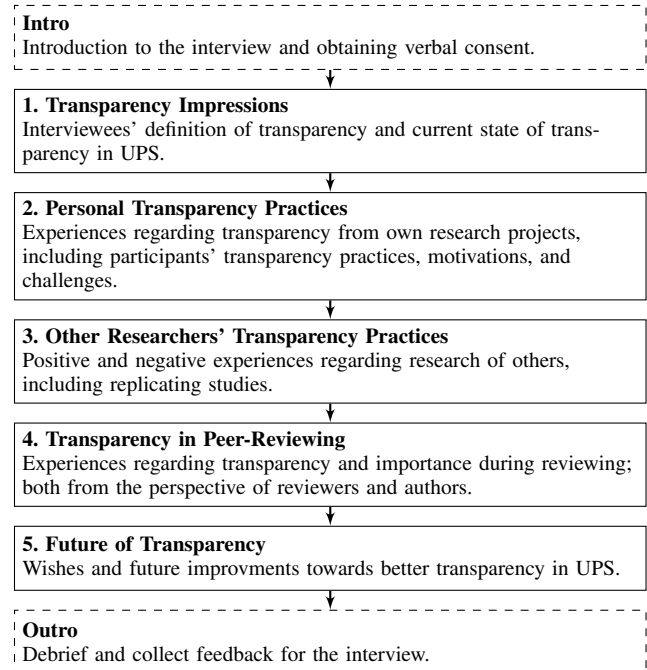 Intro
Introduction to the interview and obtaining verbal consent.
1. Transparency Impressions
Interviewees’ definition of transparency and current state of trans-
parency in UPS.
2. Personal Transparency Practices
Experiences regarding transparency from own research projects,
including participants’ transparency practices, motivations, and
challenges.
3. Other Researchers’ Transparency Practices
Positive and negative experiences regarding research of others,
including replicating studies.
4. Transparency in Peer-Reviewing
Experiences regarding transparency and importance during reviewing;
both from the perspective of reviewers and authors.
5. Future of Transparency
Wishes and future improvments towards better transparency in UPS.
Outro
Debrief and collect feedback for the interview.